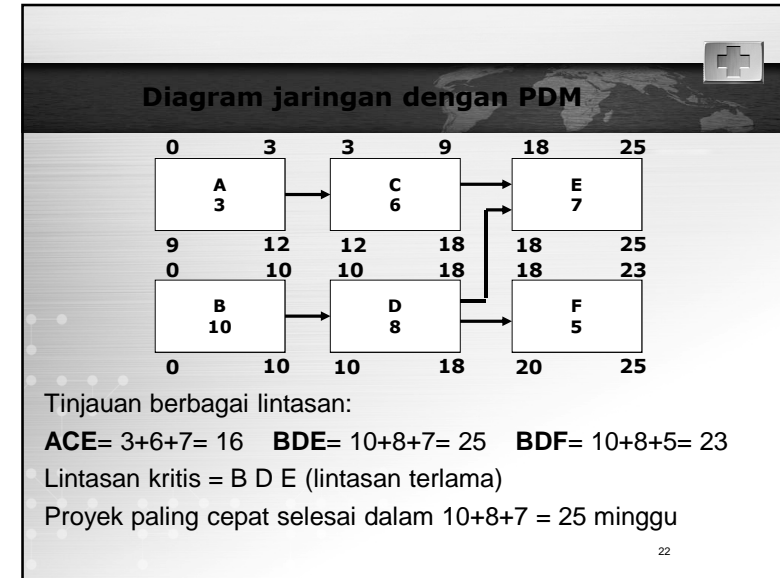 Diagram jaringan dengan PDM
0 3 3 9 18 25
A C E
3 6 7
9 12 12 18 18 25
0 10 10 18 18 23
B D F
10 8 5
0 10 10 18 20 25
Tinjauan berbagai lintasan:
ACE= 3+6+7= 16 BDE= 10+8+7= 25 BDF= 10+8+5= 23
Lintasan kritis = B D E (lintasan terlama)
Proyek paling cepat selesai dalam 10+8+7 = 25 minggu
22